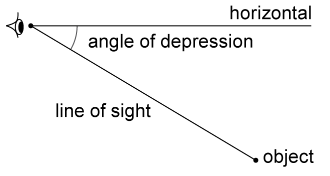 horizontal
angle of depression
line of sight
object